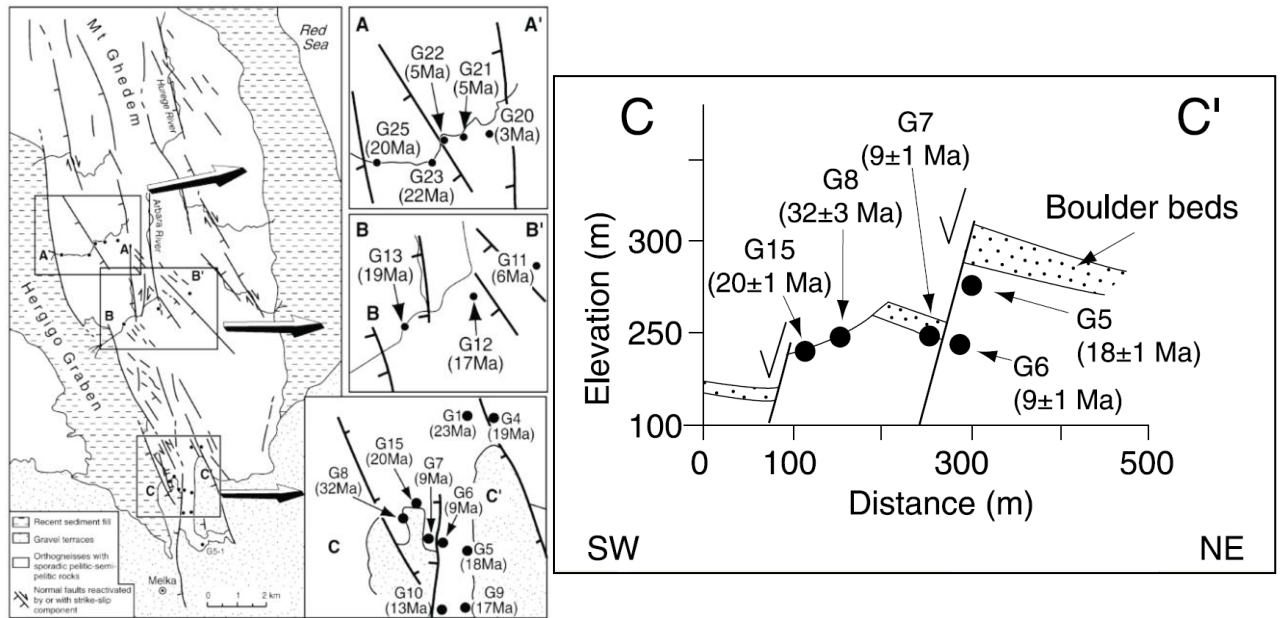 Mt Ghedem
Red
Sea
Hurege River
Arbara River
A'
A'
B'
B
Hergigo Graben
C
C'
G5-1
Melka
0
2 km
Recent sediment fill
Gravel terraces
Orthogneisses with
sporadic pelitic-semi-
pelitic rocks
Normal faults reactivated
by or with strike-slip
component
A
A'
G22
(5Ma)
G21
(5Ma)
G20
(3Ma)
G25
(20Ma)
G23
(22Ma)
B
B'
G13
(19Ma)
G11
(6Ma)
B
G12
(17Ma)
G1
(23Ma)
G4
(19Ma)
G15
(20Ma)
G8
(32Ma)
G7
(9Ma)
G6
(9Ma)
C'
C
G5
(18Ma)
G10
(13Ma)
G9
(17Ma)
C
C'
G7
(9±1 Ma)
G8
(32±3 Ma)
G15
(20±1 Ma)
Boulder beds
G5
(18±1 Ma)
G6
(9±1 Ma)
Elevation (m)
300
250
100
0
100
300
500
Distance (m)
SW
NE